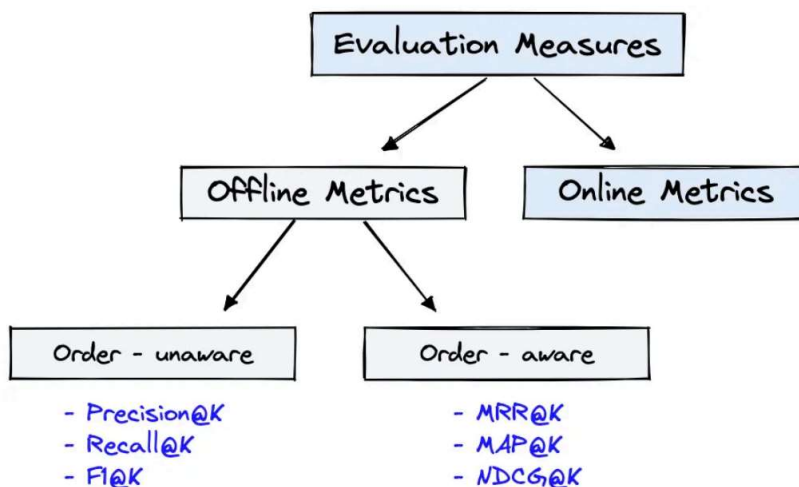 Evaluation Measures
Offline Metrics
Online Metrics
Order - unaware
Order - aware
- Precision@K
- Recall@K
- F1@K
- MRR@K
- MAP@K
- NDCG@K